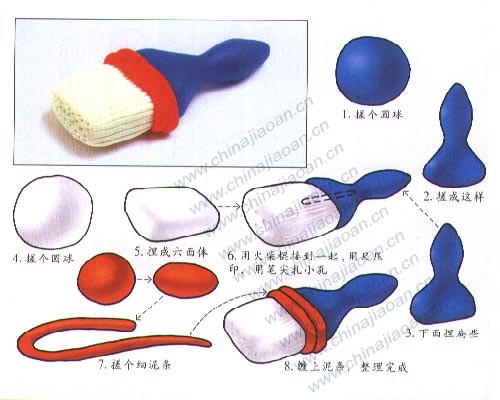 1. 搓个圆球
2. 搓成这样
3. 下面捏扁些
4. 搓个圆球
5. 捏成六面体
6. 用火柴棍接到一起,用尺压
印,用笔尖扎小孔
7. 搓个细泥条
8. 缠上泥条,整理完成
www.chinajiaoan.cn
www.chinajiaoan.cn
www.chinajiaoan.cn
www.chinajiaoan.cn
www.chinajiaoan.cn